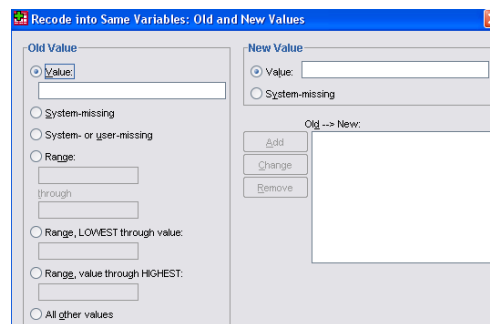 Recode into Same Variables: Old and New Values
Old Value
Value:
System-missing
System- or user-missing
Range:
through
Range, LOWEST through value:
Range, value through HIGHEST:
All other values
New Value
Value:
System-missing
Old --> New:
Add
Change
Remove